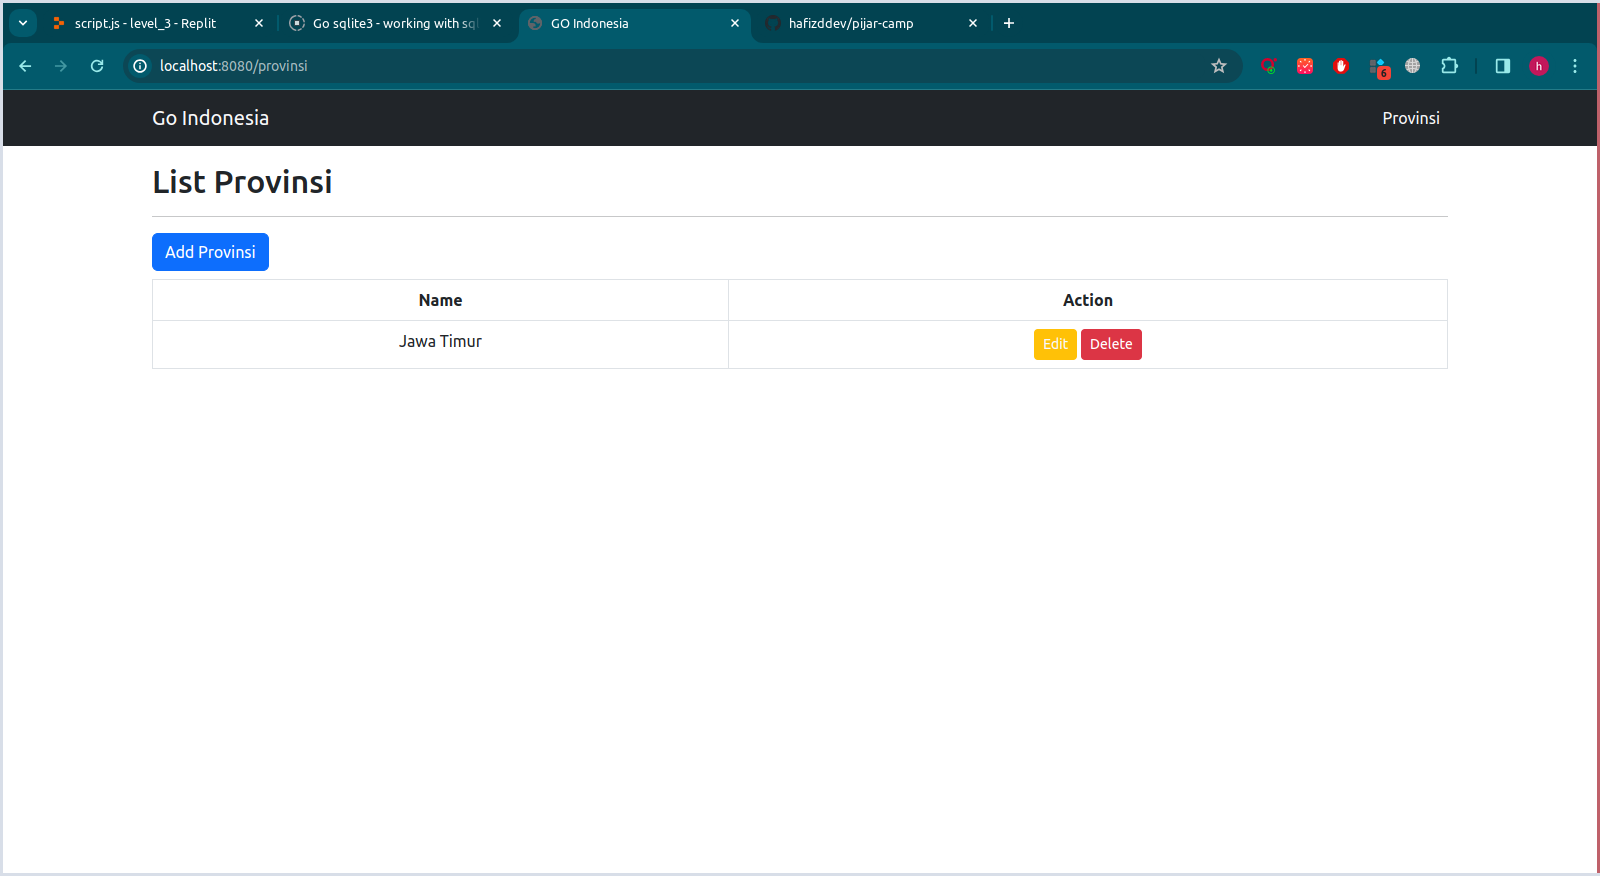 script.js - level_3 - Replit
Go sqlite3 - working with sql
GO Indonesia
hafizddev/pijar-camp
localhost:8080/provinsi
6
h
Go Indonesia
Provinsi
List Provinsi
Add Provinsi
Name
Action
Jawa Timur
Edit
Delete